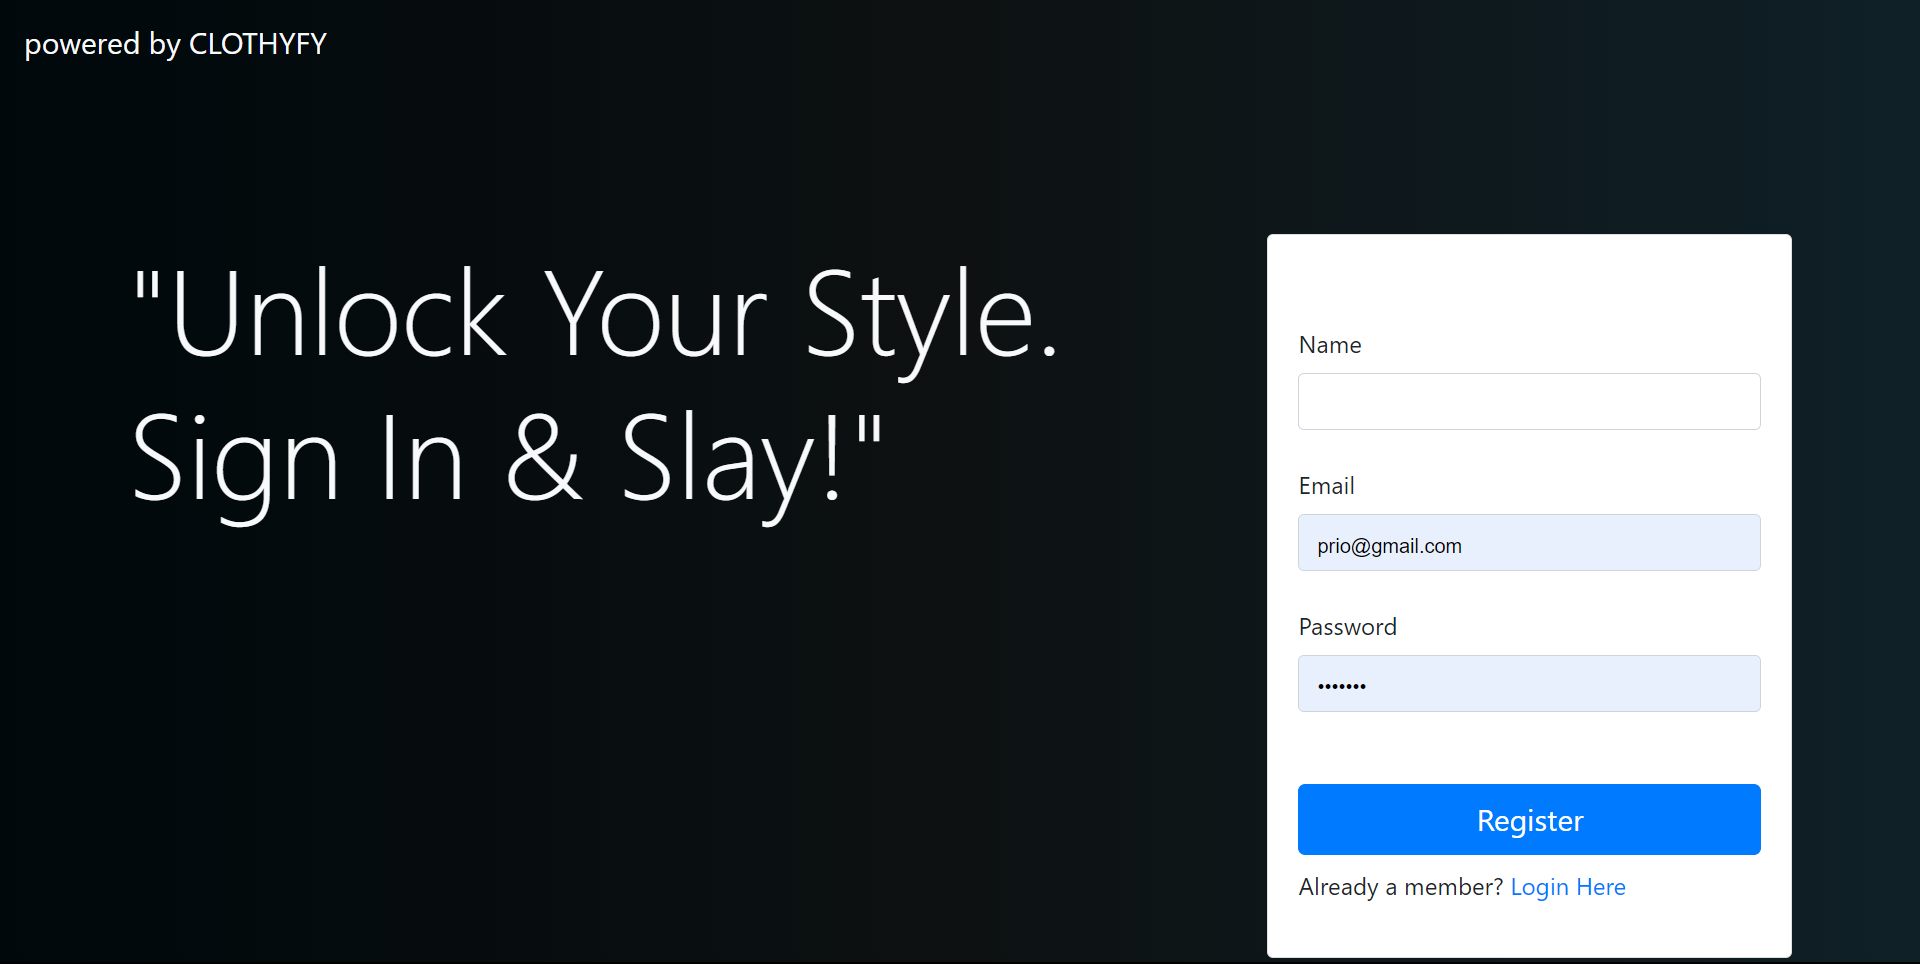 powered by CLOTHYFY
"Unlock Your Style.
Sign In & Slay!"
Name
Email
prio@gmail.com
Password
•••••••
Register
Already a member? Login Here